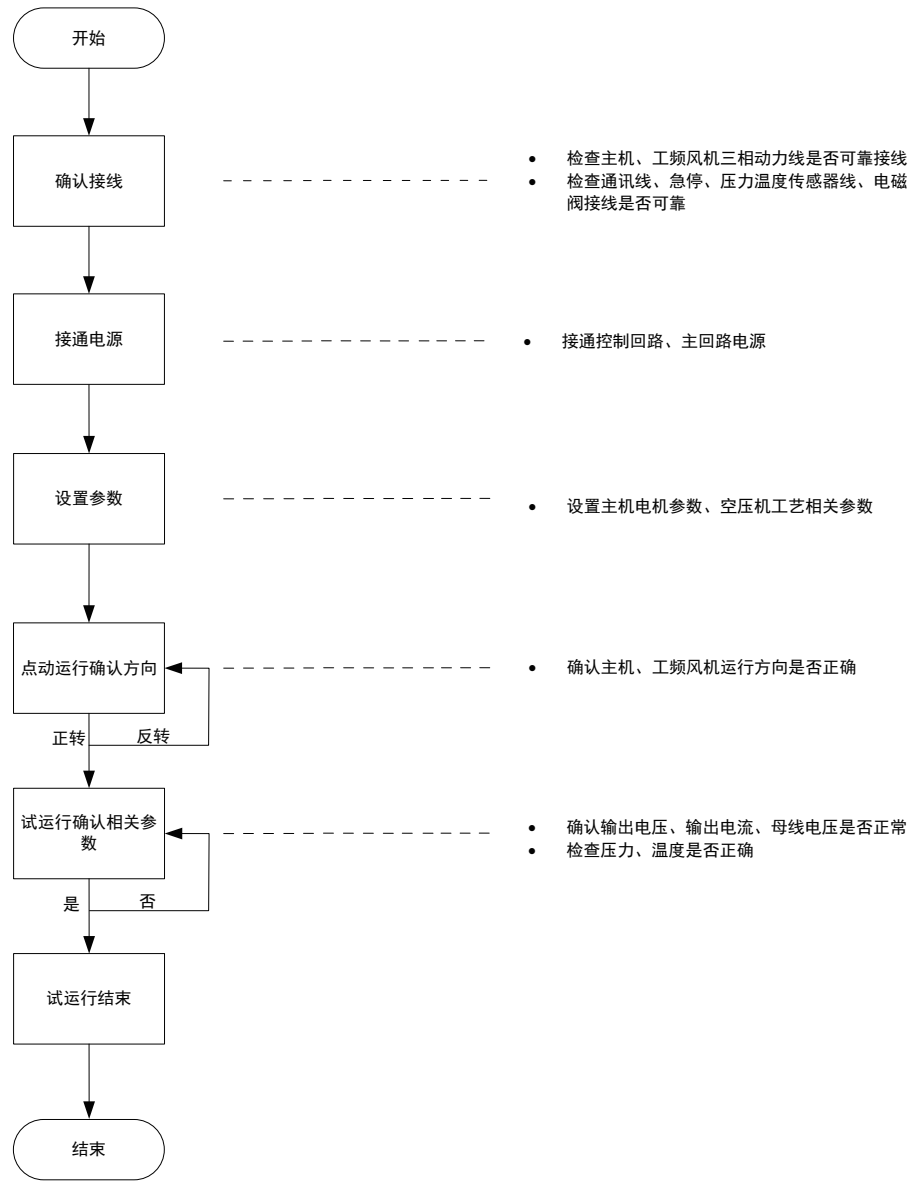 开始
确认接线
• 检查主机、工频风机三相动力线是否可靠接线
• 检查通讯线、急停、压力温度传感器线、电磁
阀接线是否可靠
接通电源
• 接通控制回路、主回路电源
设置参数
• 设置主机电机参数、空压机工艺相关参数
点动运行确认方向
• 确认主机、工频风机运行方向是否正确
正转
反转
试运行确认相关参
数
• 确认输出电压、输出电流、母线电压是否正常
• 检查压力、温度是否正确
是
否
试运行结束
结束